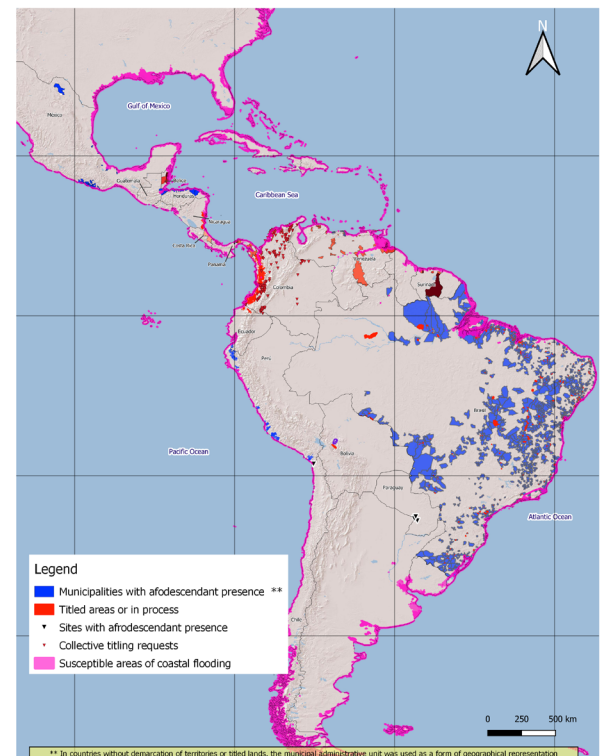 N
Gulf of Mexico
Mexico
Caribbean Sea
Guatemala
Honduras
Nicaragua
Panama
Venezuela
Colombia
Ecuador
Peru
Brazil
Pacific Ocean
Bolivia
Paraguay
Atlantic Ocean
Chile
Legend
Municipalities with afodescendant presence **
Titled areas or in process
Sites with afrodescendant presence
Collective titling requests
Susceptible areas of coastal flooding
0 250 500 km
** In countries without demarcation of territories or titled lands, the municipal administrative unit was used as a form of geographical representation